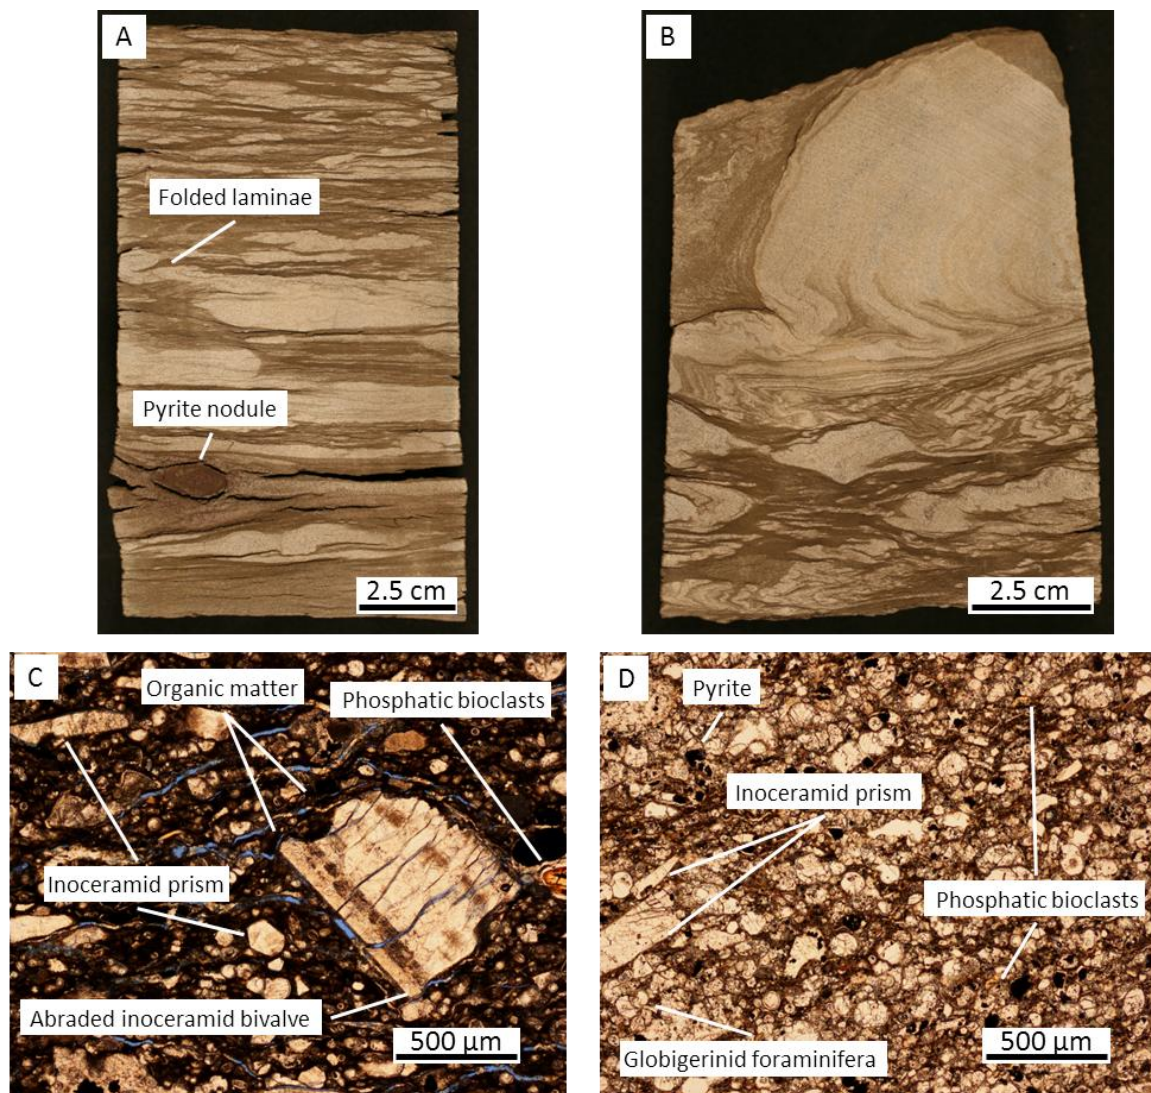 A
Folded laminae
Pyrite nodule
2.5 cm
B
2.5 cm
C
Organic matter
Phosphatic bioclasts
Inoceramid prism
Abraded inoceramid bivalve
500 µm
D
Pyrite
Inoceramid prism
Phosphatic bioclasts
Globigerinid foraminifera
500 µm